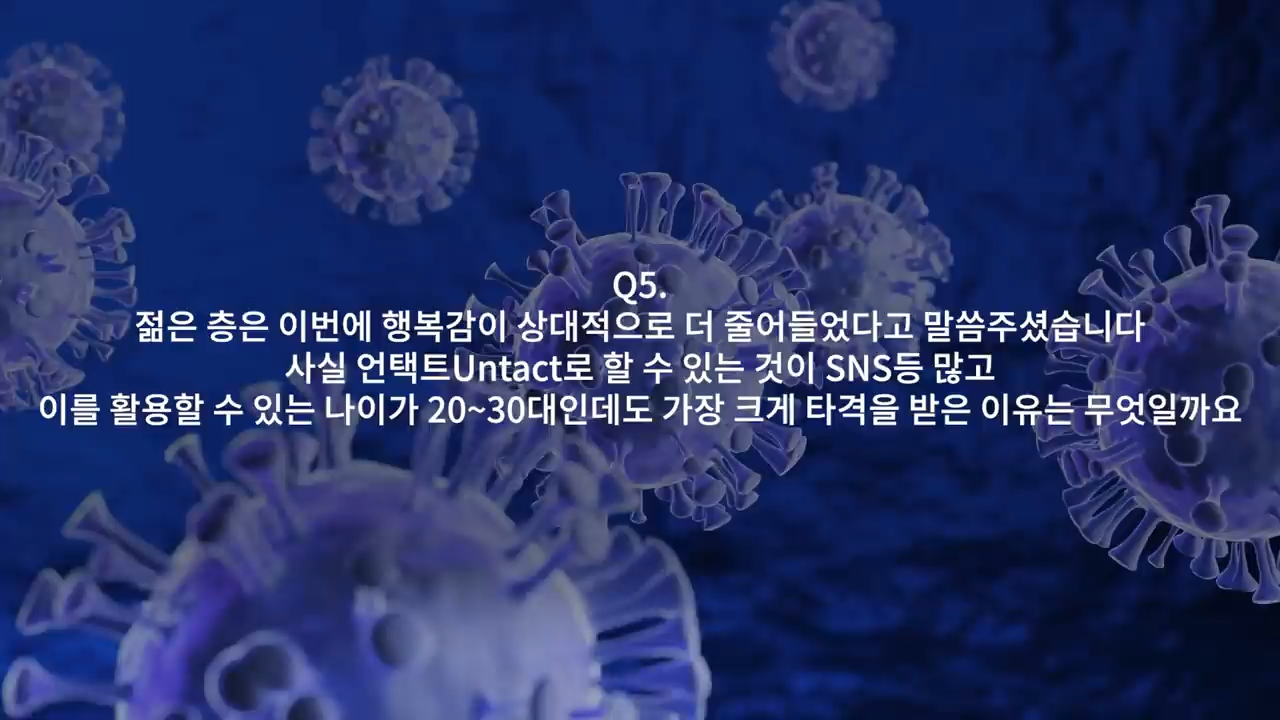 Q5.
젊은 층은 이번에 행복감이 상대적으로 더 줄어들었다고 말씀주셨습니다
사실 언택트Untact로 할 수 있는 것이 SNS등 많고
이를 활용할 수 있는 나이가 20~30대인데도 가장 크게 타격을 받은 이유는 무엇일까요